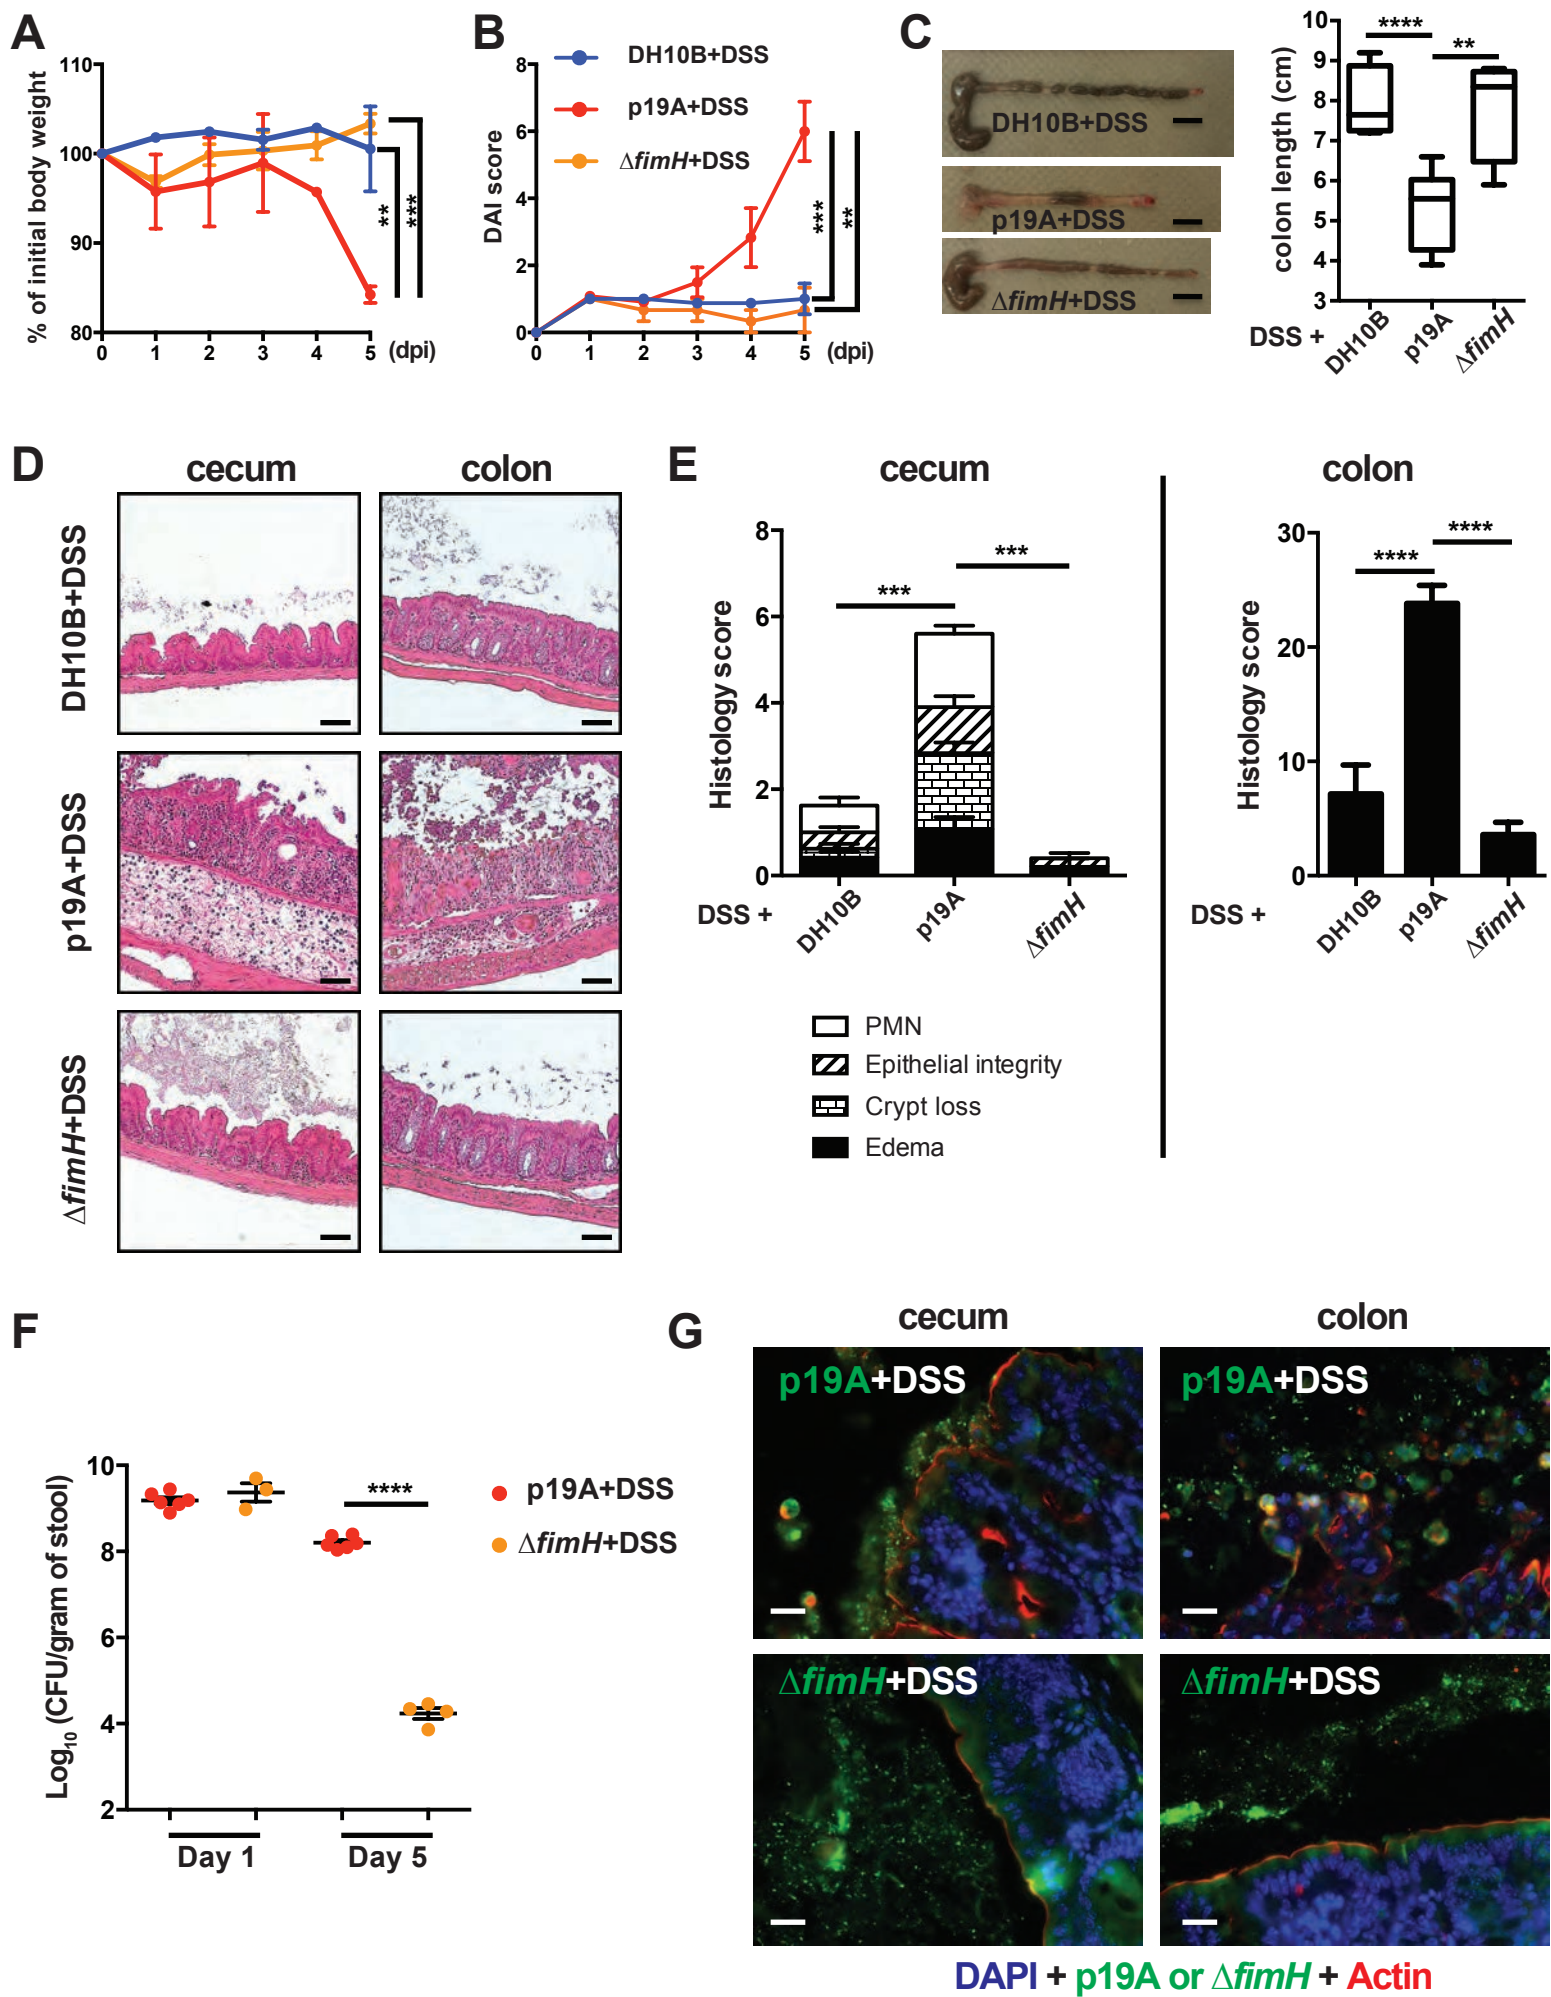 A
110
100
90
80
% of initial body weight
0 1 2 3 4 5 (dpi)
**
***
B
DH10B+DSS
p19A+DSS
ΔfimH+DSS
8
6
4
2
0
DAI score
0 1 2 3 4 5 (dpi)
***
**
C
DH10B+DSS
p19A+DSS
ΔfimH+DSS
**** **
10
9
8
7
6
5
4
3
colon length (cm)
DSS + DH10B p19A ΔfimH
D
cecum colon
DH10B+DSS
p19A+DSS
ΔfimH+DSS
E
cecum
8
6
4
2
0
Histology score
*** ***
DSS + DH10B p19A ΔfimH
PMN
Epithelial integrity
Crypt loss
Edema
colon
30
20
10
0
Histology score
**** ****
DSS + DH10B p19A ΔfimH
F
10
8
6
4
2
Log10 (CFU/gram of stool)
****
p19A+DSS
ΔfimH+DSS
Day 1 Day 5
G
cecum colon
p19A+DSS p19A+DSS
ΔfimH+DSS ΔfimH+DSS
DAPI + p19A or ΔfimH + Actin